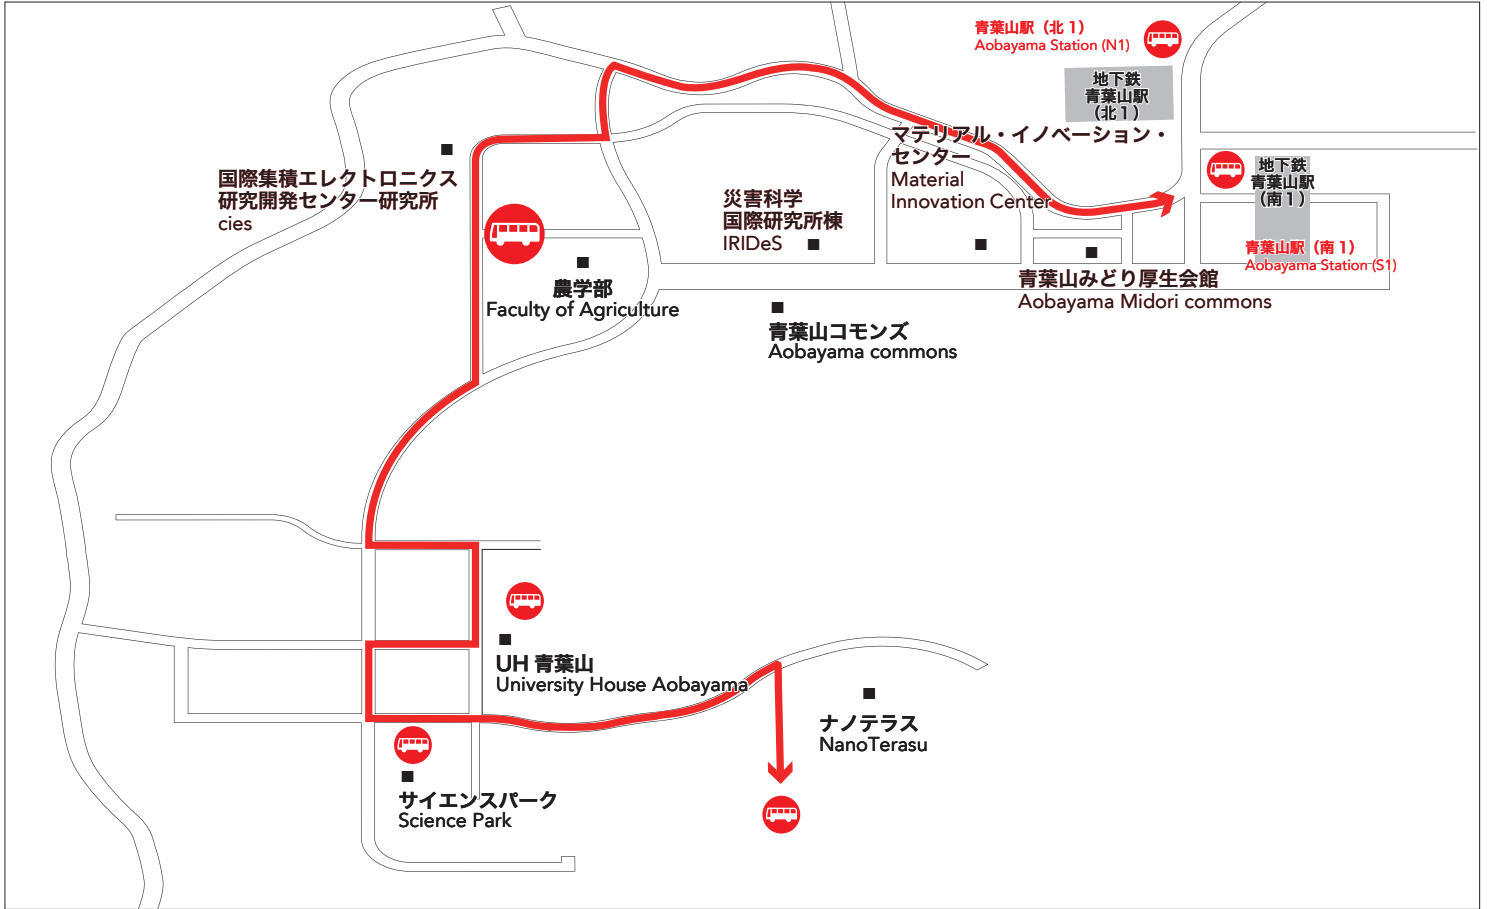 青葉山駅（北１）
Aobayama Station (N1)
地下鉄
青葉山駅
（北１）
マテリアル・イノベーション・
センター
Material
Innovation Center
地下鉄
青葉山駅
（南１）
青葉山駅（南１）
Aobayama Station (S1)
国際集積エレクトロニクス
研究開発センター研究所
cies
災害科学
国際研究所棟
IRIDeS
農学部
Faculty of Agriculture
青葉山みどり厚生会館
Aobayama Midori commons
青葉山コモンズ
Aobayama commons
UH 青葉山
University House Aobayama
ナノテラス
NanoTerasu
サイエンスパーク
Science Park